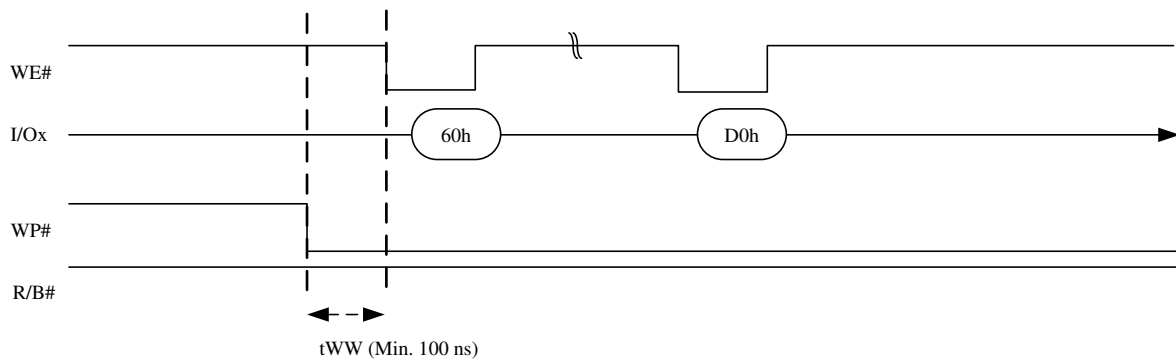 WE#
I/Ox
60h
D0h
WP#
R/B#
tWW (Min. 100 ns)